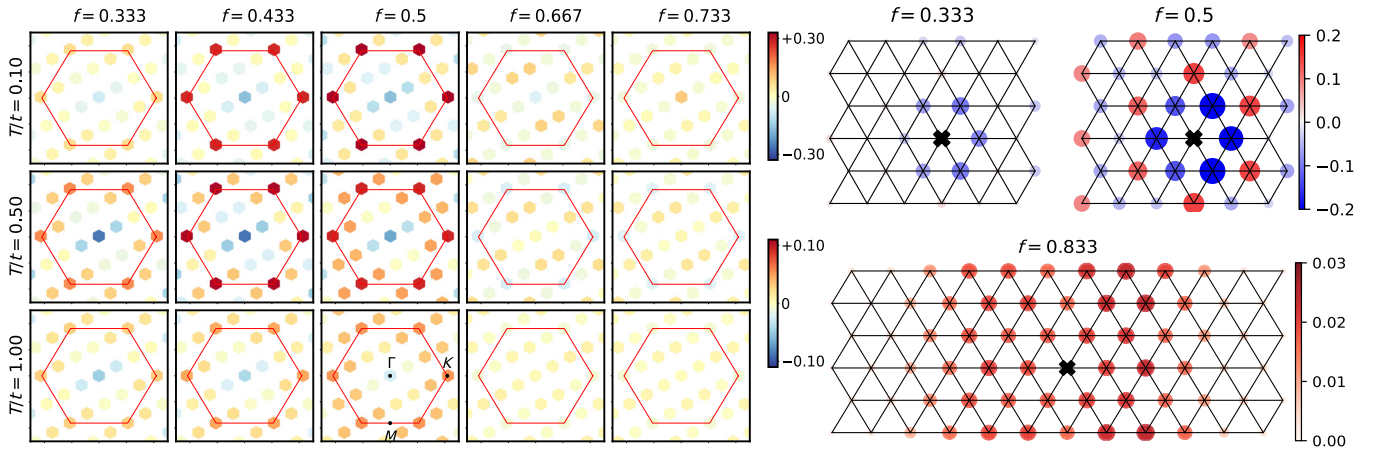 f = 0.333
f = 0.433
f = 0.5
f = 0.667
f = 0.733
T/t = 0.10
T/t = 0.50
T/t = 1.00
Γ
K
M
+0.30
0
−0.30
+0.10
0
−0.10
f = 0.333
f = 0.5
0.2
0.1
0.0
−0.1
−0.2
f = 0.833
0.03
0.02
0.01
0.00